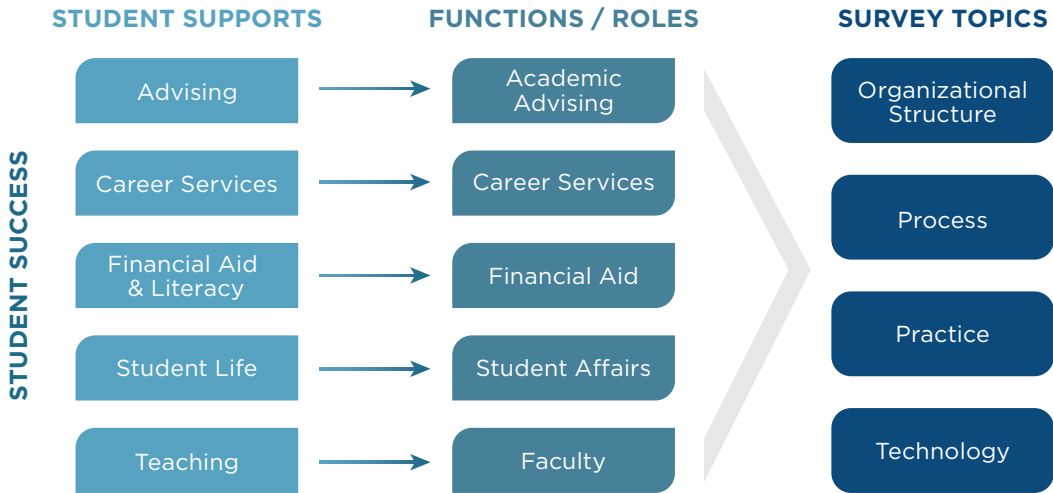 STUDENT SUPPORTS
FUNCTIONS / ROLES
SURVEY TOPICS
STUDENT SUCCESS
Advising
Academic
Advising
Career Services
Career Services
Financial Aid
& Literacy
Financial Aid
Student Life
Student Affairs
Teaching
Faculty
Organizational
Structure
Process
Practice
Technology